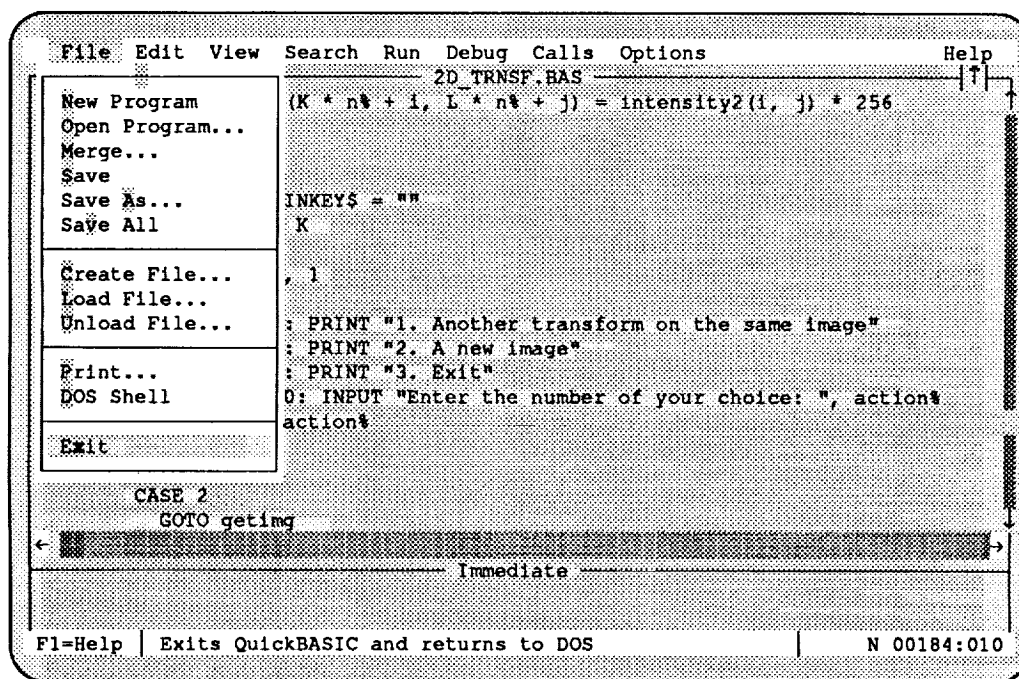 File Edit View Search Run Debug Calls Options Help
2D_TRNSF.BAS
New Program (K * n% + i, L * n% + j) = intensity2(i, j) * 256
Open Program...
Merge...
Save
Save As... INKEY$ = ""
Save All K
Create File... , 1
Load File...
Unload File... : PRINT "1. Another transform on the same image"
: PRINT "2. A new image"
Print... : PRINT "3. Exit"
DOS Shell 0: INPUT "Enter the number of your choice: ", action%
action%
Exit
CASE 2
GOTO getimg
Immediate
F1=Help Exits QuickBASIC and returns to DOS N 00184:010